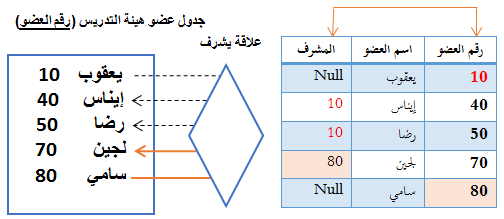 جدول عضو هيئة التدريس (رقم العضو)
علاقة يشرف
يعقوب 10
إيناس 40
رضا 50
لجين 70
سامي 80
رقم العضو اسم العضو المشرف
10 يعقوب Null
40 إيناس 10
50 رضا 10
70 لجين 80
80 سامي Null